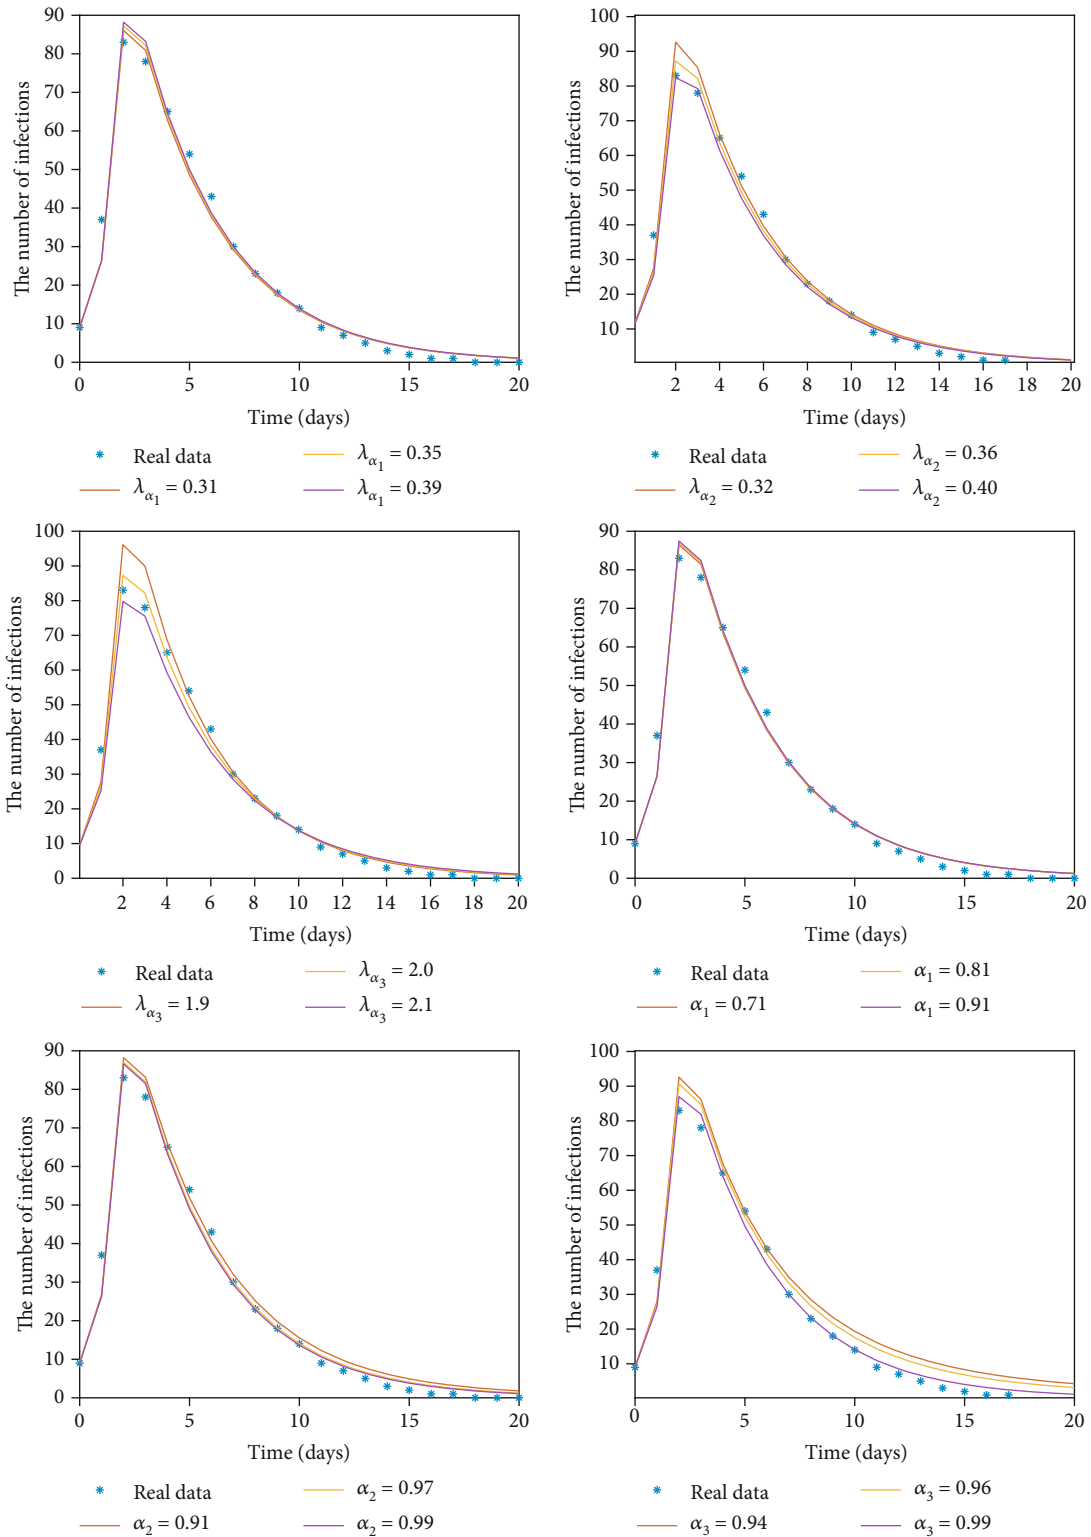 The number of infections
90
80
70
60
50
40
30
20
10
0
0 5 10 15 20
Time (days)
Real data
λα1 = 0.31
λα1 = 0.35
λα1 = 0.39
The number of infections
100
90
80
70
60
50
40
30
20
10
2 4 6 8 10 12 14 16 18 20
Time (days)
Real data
λα2 = 0.32
λα2 = 0.36
λα2 = 0.40
The number of infections
100
90
80
70
60
50
40
30
20
10
0
2 4 6 8 10 12 14 16 18 20
Time (days)
Real data
λα3 = 1.9
λα3 = 2.0
λα3 = 2.1
The number of infections
90
80
70
60
50
40
30
20
10
0
0 5 10 15 20
Time (days)
Real data
α1 = 0.71
α1 = 0.81
α1 = 0.91
The number of infections
90
80
70
60
50
40
30
20
10
0
0 5 10 15 20
Time (days)
Real data
α2 = 0.91
α2 = 0.97
α2 = 0.99
The number of infections
100
90
80
70
60
50
40
30
20
10
0 5 10 15 20
Time (days)
Real data
α3 = 0.94
α3 = 0.96
α3 = 0.99